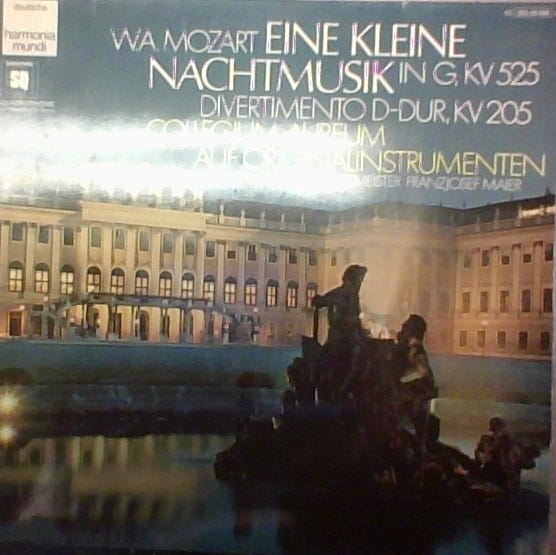 deutsche
harmonia
mundi
SQ
W.A. MOZART EINE KLEINE
NACHTMUSIK IN G, KV 525
DIVERTIMENTO D-DUR, KV 205
COLLEGIUM AUREUM
AUF ORIGINALINSTRUMENTEN
FRANZJOSEF MAIER